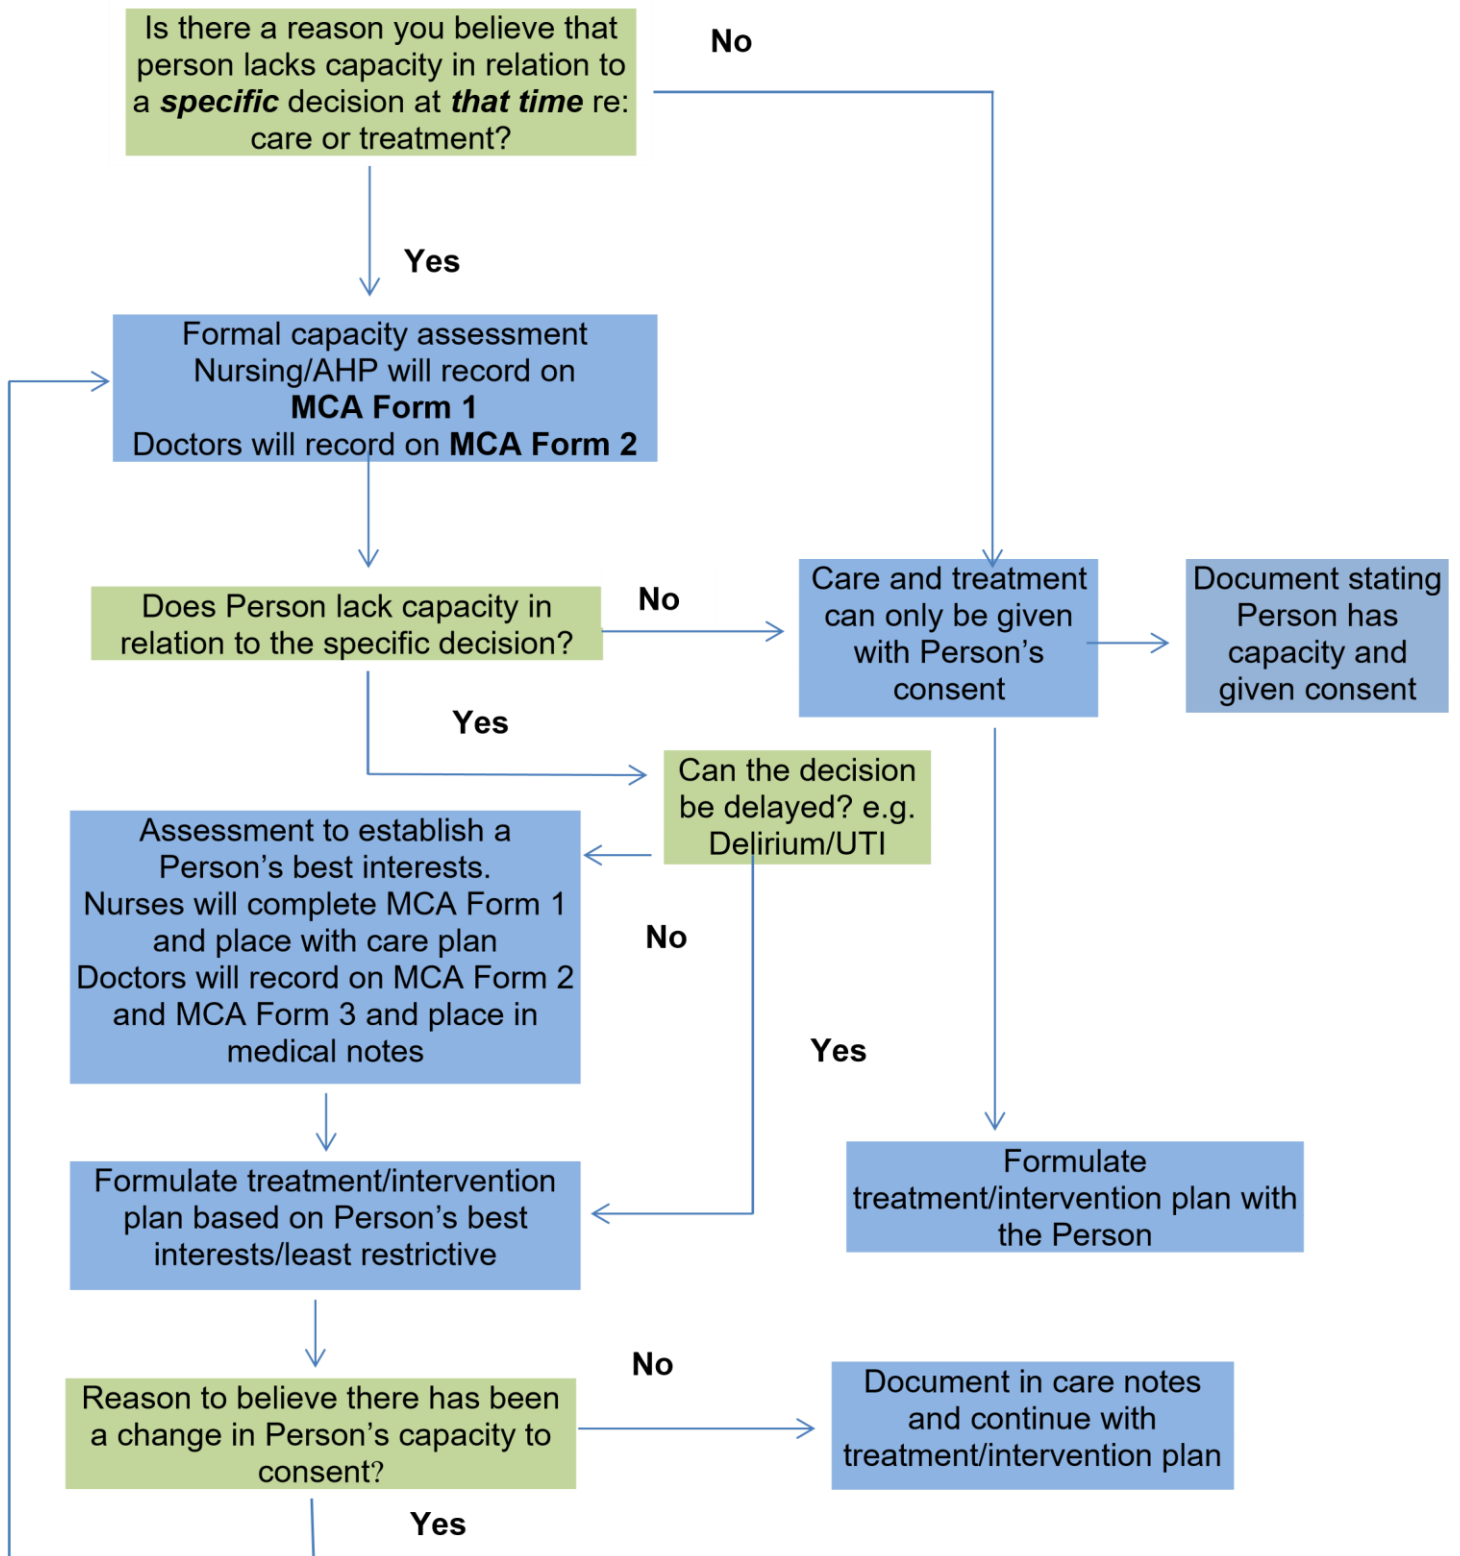 Is there a reason you believe that
person lacks capacity in relation to
a specific decision at that time re:
care or treatment?
No
Yes
Formal capacity assessment
Nursing/AHP will record on
MCA Form 1
Doctors will record on MCA Form 2
Does Person lack capacity in
relation to the specific decision?
No
Care and treatment
can only be given
with Person’s
consent
Document stating
Person has
capacity and
given consent
Yes
Can the decision
be delayed? e.g.
Delirium/UTI
Assessment to establish a
Person’s best interests.
Nurses will complete MCA Form 1
and place with care plan
Doctors will record on MCA Form 2
and MCA Form 3 and place in
medical notes
No
Yes
Formulate treatment/intervention
plan based on Person’s best
interests/least restrictive
Formulate
treatment/intervention plan with
the Person
Reason to believe there has been
a change in Person’s capacity to
consent?
No
Document in care notes
and continue with
treatment/intervention plan
Yes